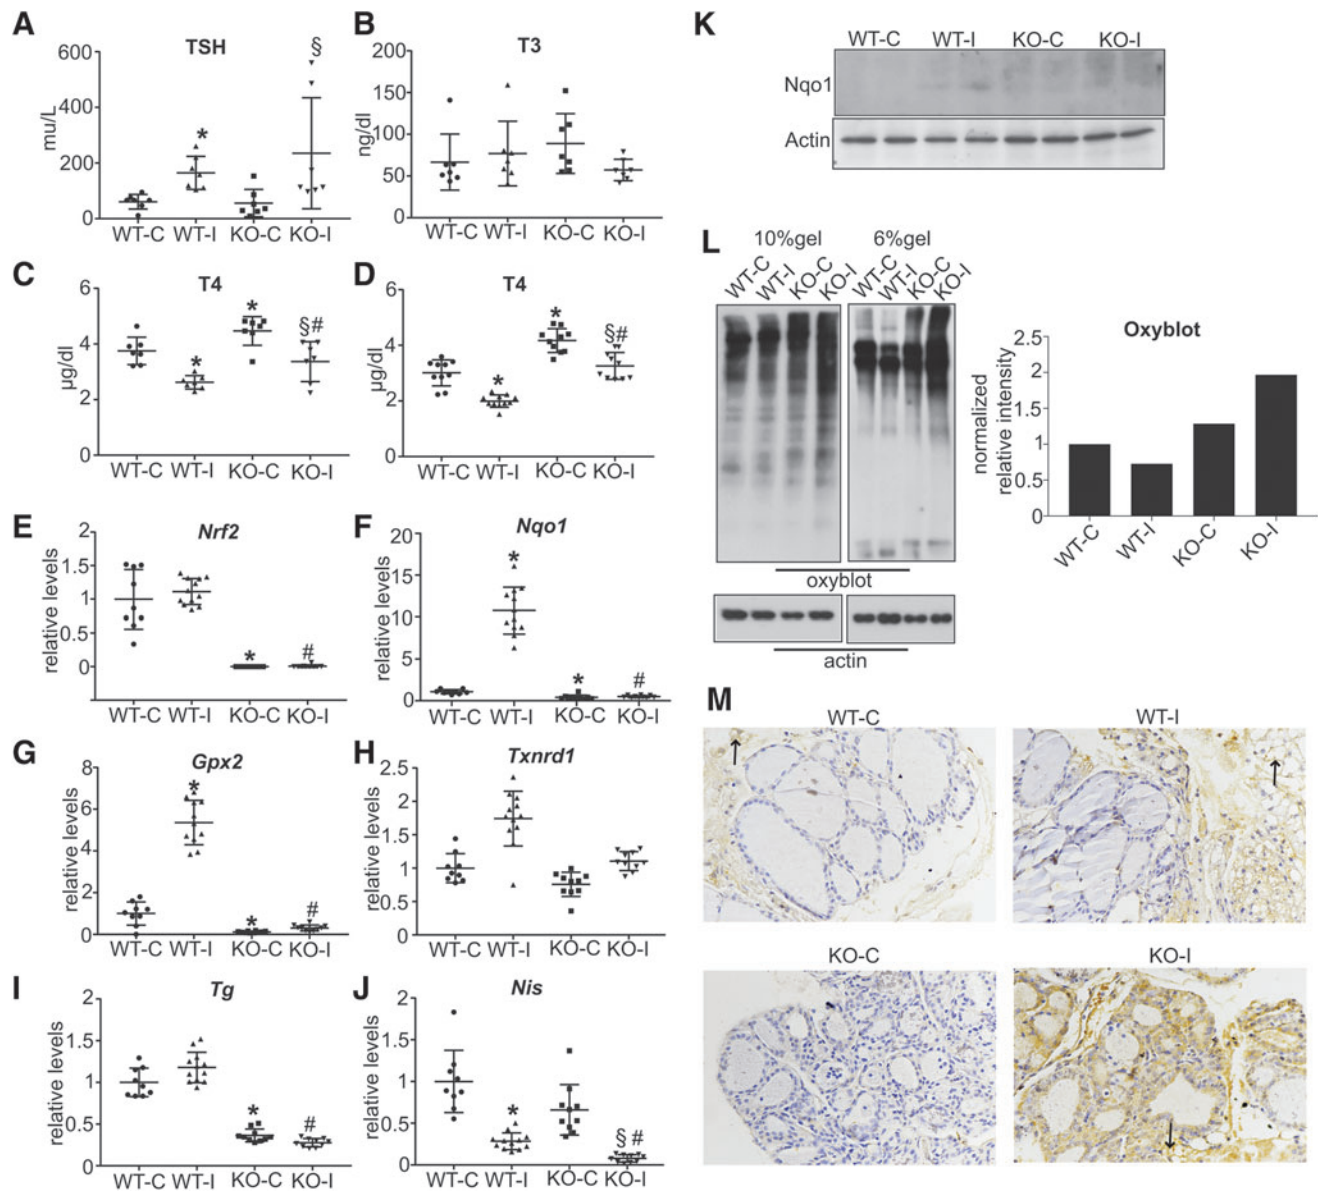 A
TSH
mu/L
600
400
200
0
*
§
WT-C WT-I KO-C KO-I
B
T3
ng/dl
200
150
100
50
0
WT-C WT-I KO-C KO-I
C
T4
µg/dl
6
4
2
0
*
*
§#
WT-C WT-I KO-C KO-I
D
T4
µg/dl
6
4
2
0
*
*
§#
WT-C WT-I KO-C KO-I
E
Nrf2
relative levels
2
1.5
1
0.5
0
*
#
WT-C WT-I KO-C KO-I
F
Nqo1
relative levels
20
15
10
5
0
*
*
#
WT-C WT-I KO-C KO-I
G
Gpx2
relative levels
8
6
4
2
0
*
*
#
WT-C WT-I KO-C KO-I
H
Txnrd1
relative levels
2.5
2
1.5
1
0.5
0
WT-C WT-I KO-C KO-I
I
Tg
relative levels
2
1.5
1
0.5
0
*
#
WT-C WT-I KO-C KO-I
J
Nis
relative levels
2
1.5
1
0.5
0
*
§ #
WT-C WT-I KO-C KO-I
K
WT-C WT-I KO-C KO-I
Nqo1
Actin
L
10%gel 6%gel
WT-C WT-I KO-C KO-I WT-C WT-I KO-C KO-I
oxyblot
actin
Oxyblot
normalized
relative intensity
2.5
2
1.5
1
0.5
0
WT-C WT-I KO-C KO-I
M
WT-C WT-I
KO-C KO-I